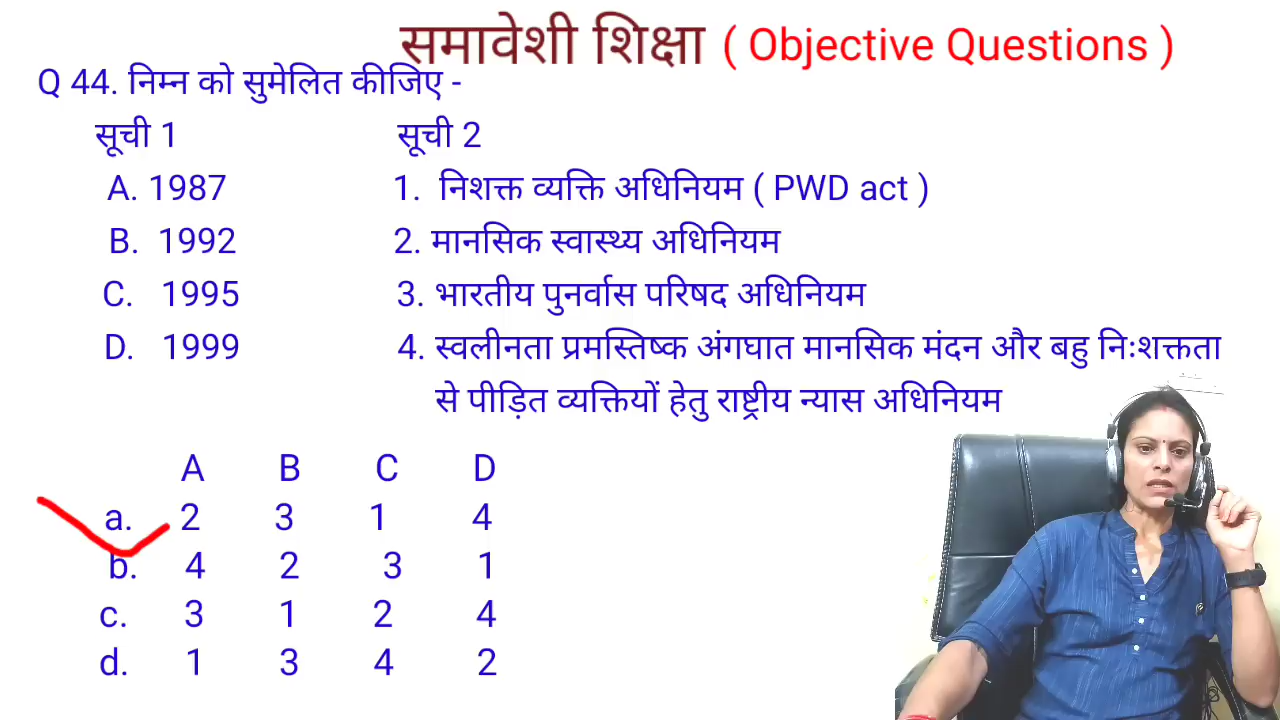 समावेशी शिक्षा ( Objective Questions )
Q 44. निम्न को सुमेलित कीजिए -
सूची 1 सूची 2
A. 1987 1. निशक्त व्यक्ति अधिनियम ( PWD act )
B. 1992 2. मानसिक स्वास्थ्य अधिनियम
C. 1995 3. भारतीय पुनर्वास परिषद अधिनियम
D. 1999 4. स्वलीनता प्रमस्तिष्क अंगघात मानसिक मंदन और बहु निःशक्तता
से पीड़ित व्यक्तियों हेतु राष्ट्रीय न्यास अधिनियम
A B C D
a. 2 3 1 4
b. 4 2 3 1
c. 3 1 2 4
d. 1 3 4 2